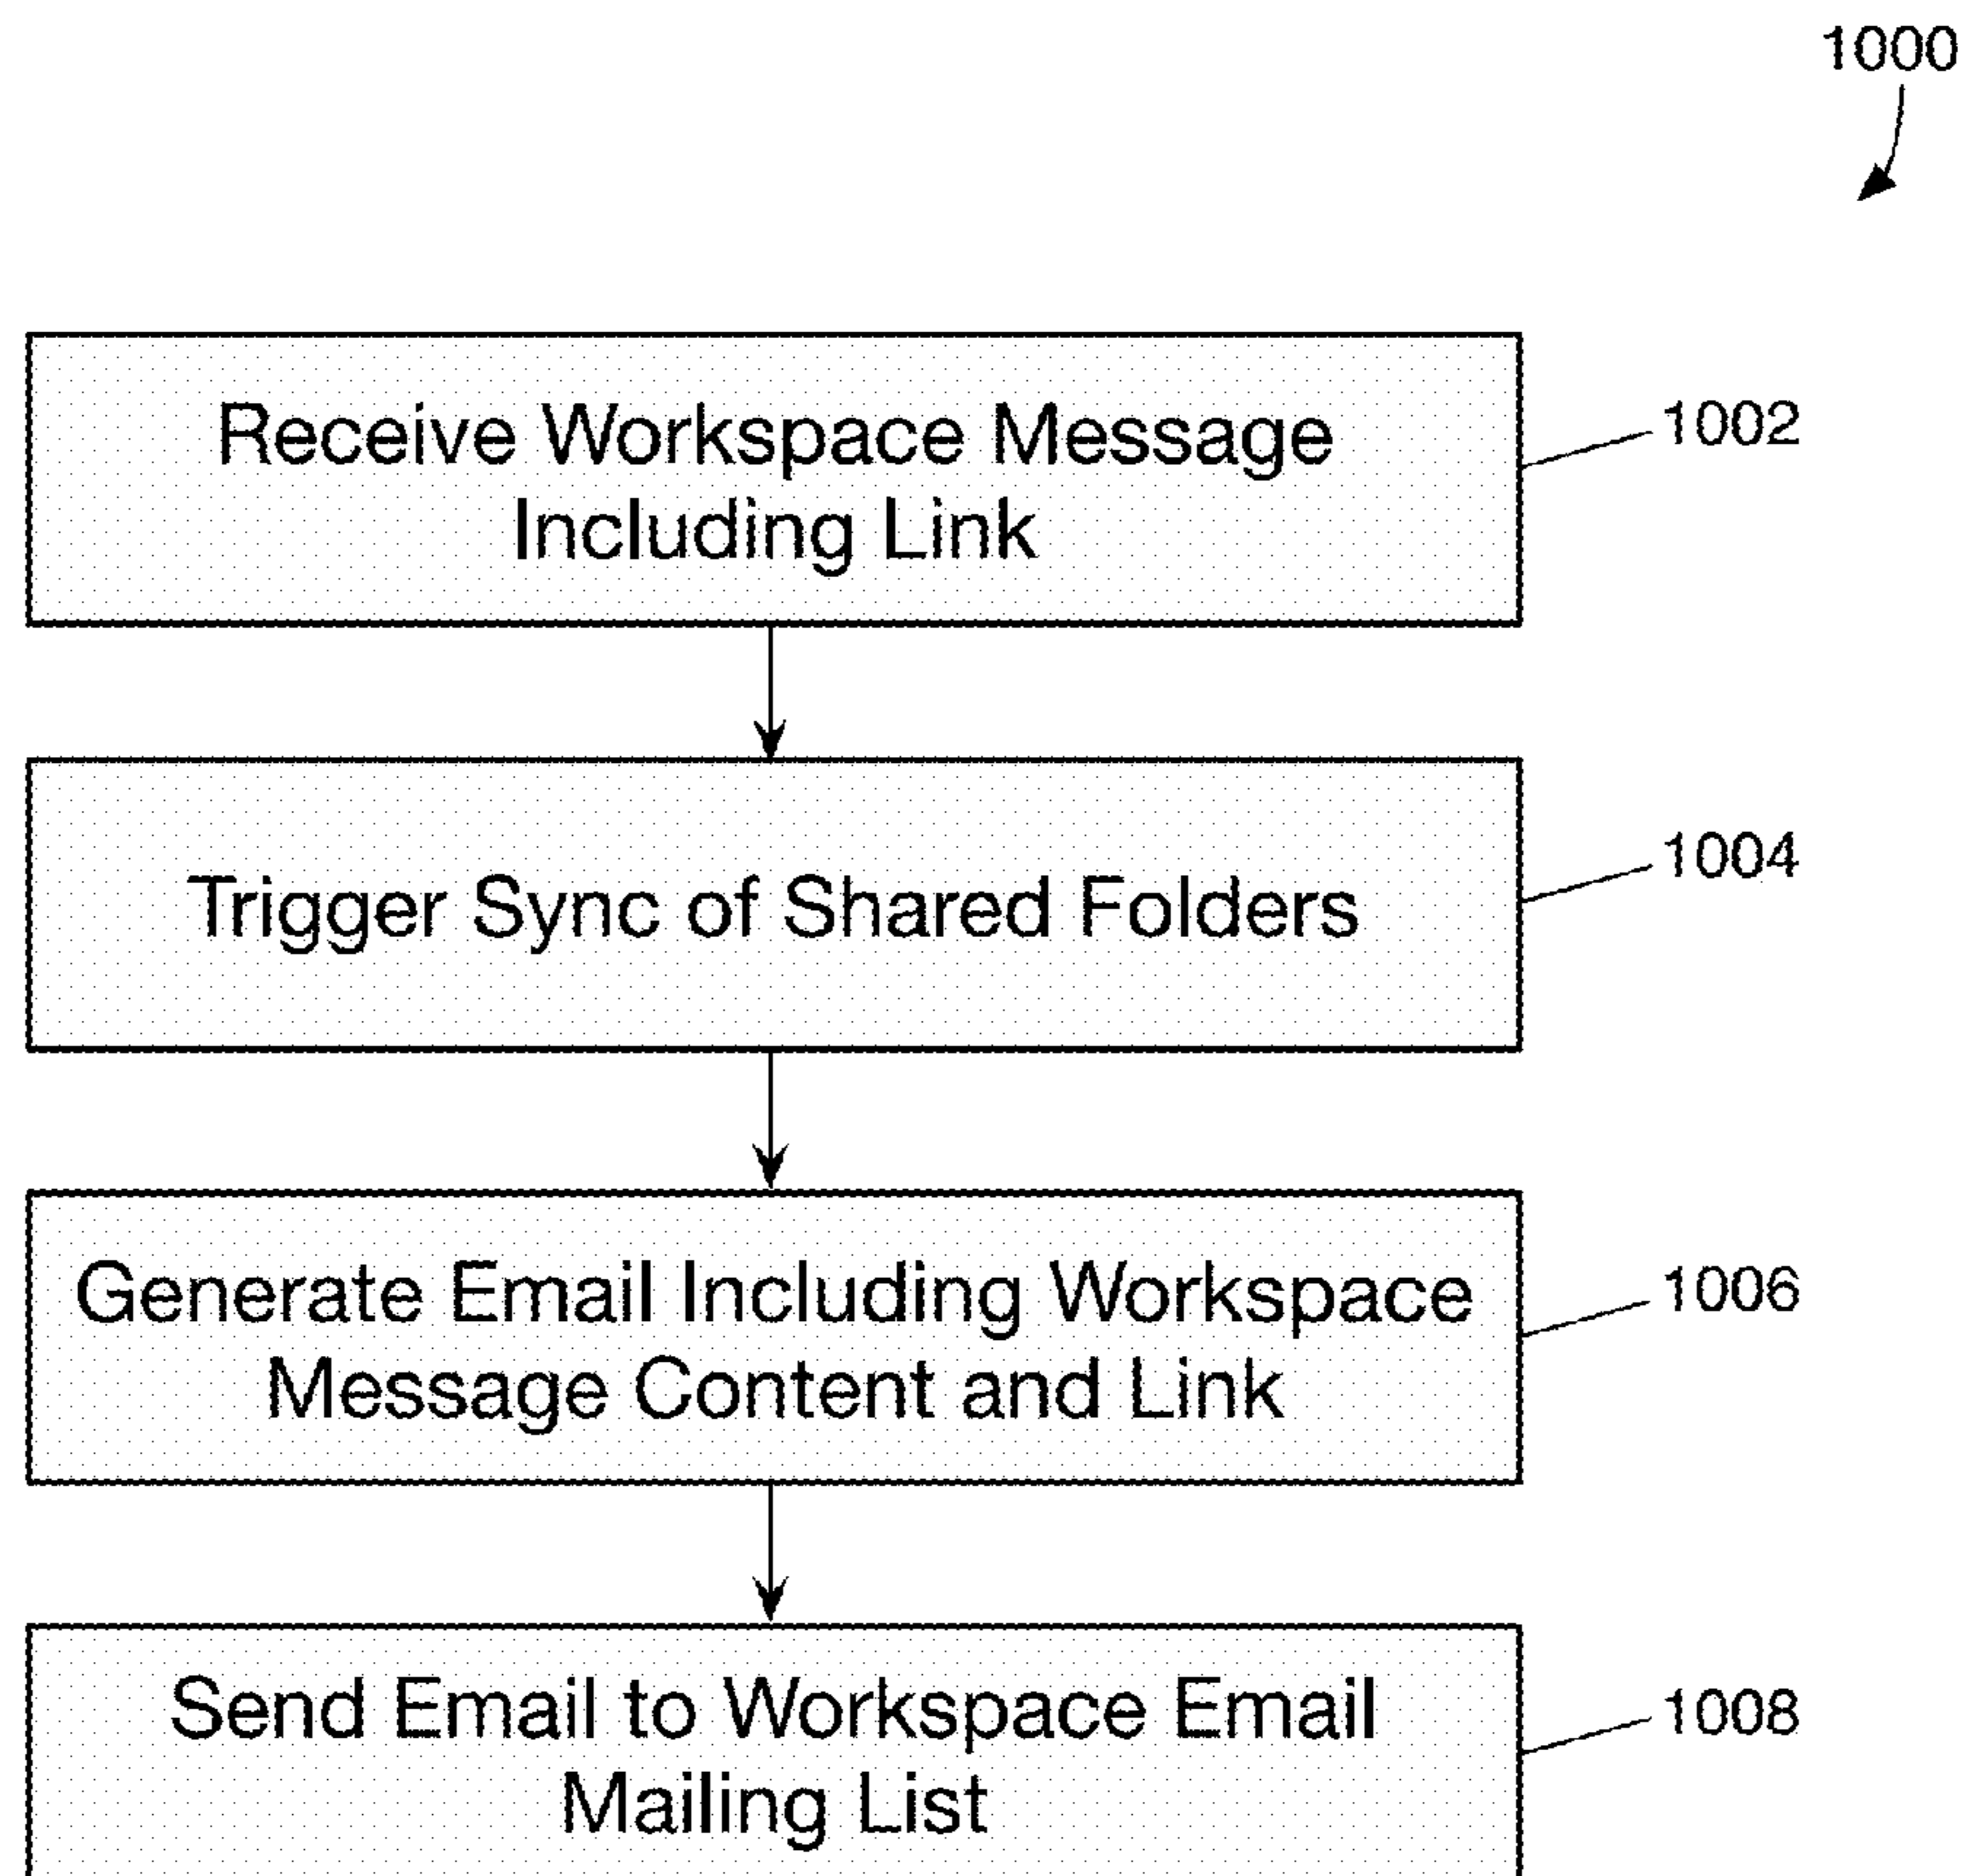 1000
Receive Workspace Message
Including Link
1002
Trigger Sync of Shared Folders
1004
Generate Email Including Workspace
Message Content and Link
1006
Send Email to Workspace Email
Mailing List
1008